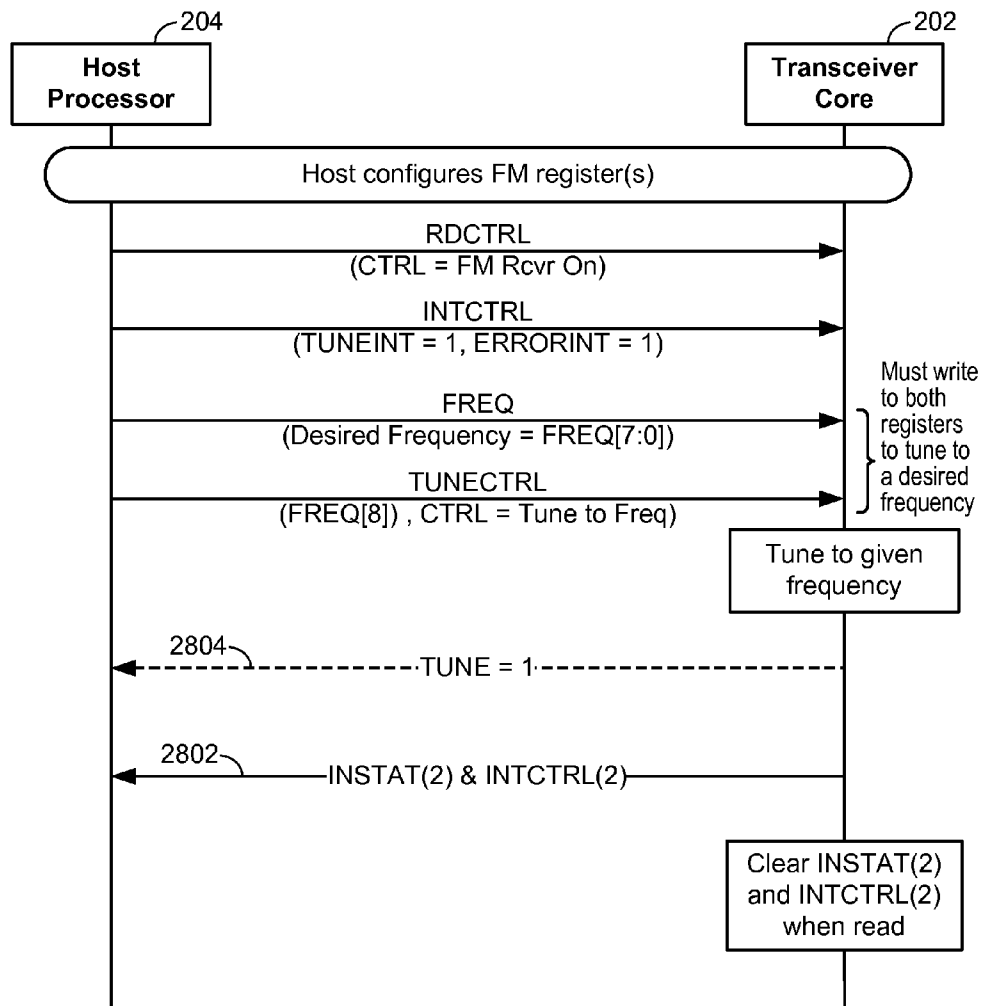 204
202
Host
Processor
Transceiver
Core
Host configures FM register(s)
RDCTRL
(CTRL = FM Rcvr On)
INTCTRL
(TUNEINT = 1, ERRORINT = 1)
FREQ
(Desired Frequency = FREQ[7:0])
TUNECTRL
(FREQ[8]) , CTRL = Tune to Freq)
Must write
to both
registers
to tune to
a desired
frequency
Tune to given
frequency
2804
TUNE = 1
2802
INSTAT(2) & INTCTRL(2)
Clear INSTAT(2)
and INTCTRL(2)
when read